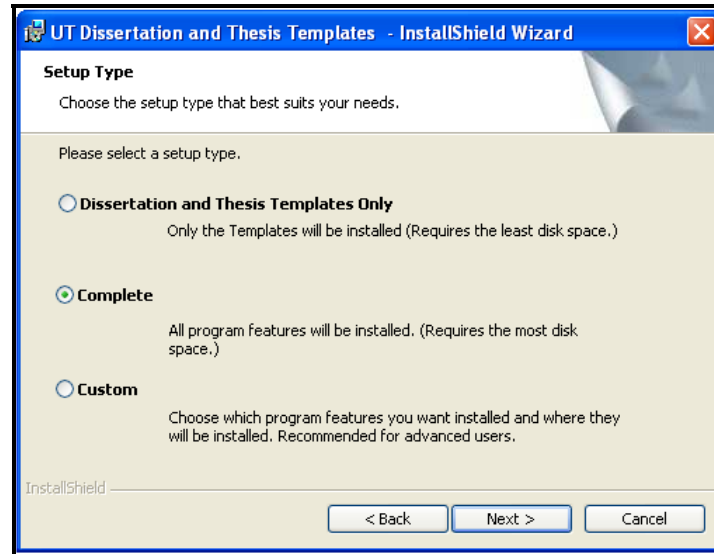 UT Dissertation and Thesis Templates - InstallShield Wizard
Setup Type
Choose the setup type that best suits your needs.
Please select a setup type.
Dissertation and Thesis Templates Only
Only the Templates will be installed (Requires the least disk space.)
Complete
All program features will be installed. (Requires the most disk
space.)
Custom
Choose which program features you want installed and where they
will be installed. Recommended for advanced users.
InstallShield
< Back
Next >
Cancel